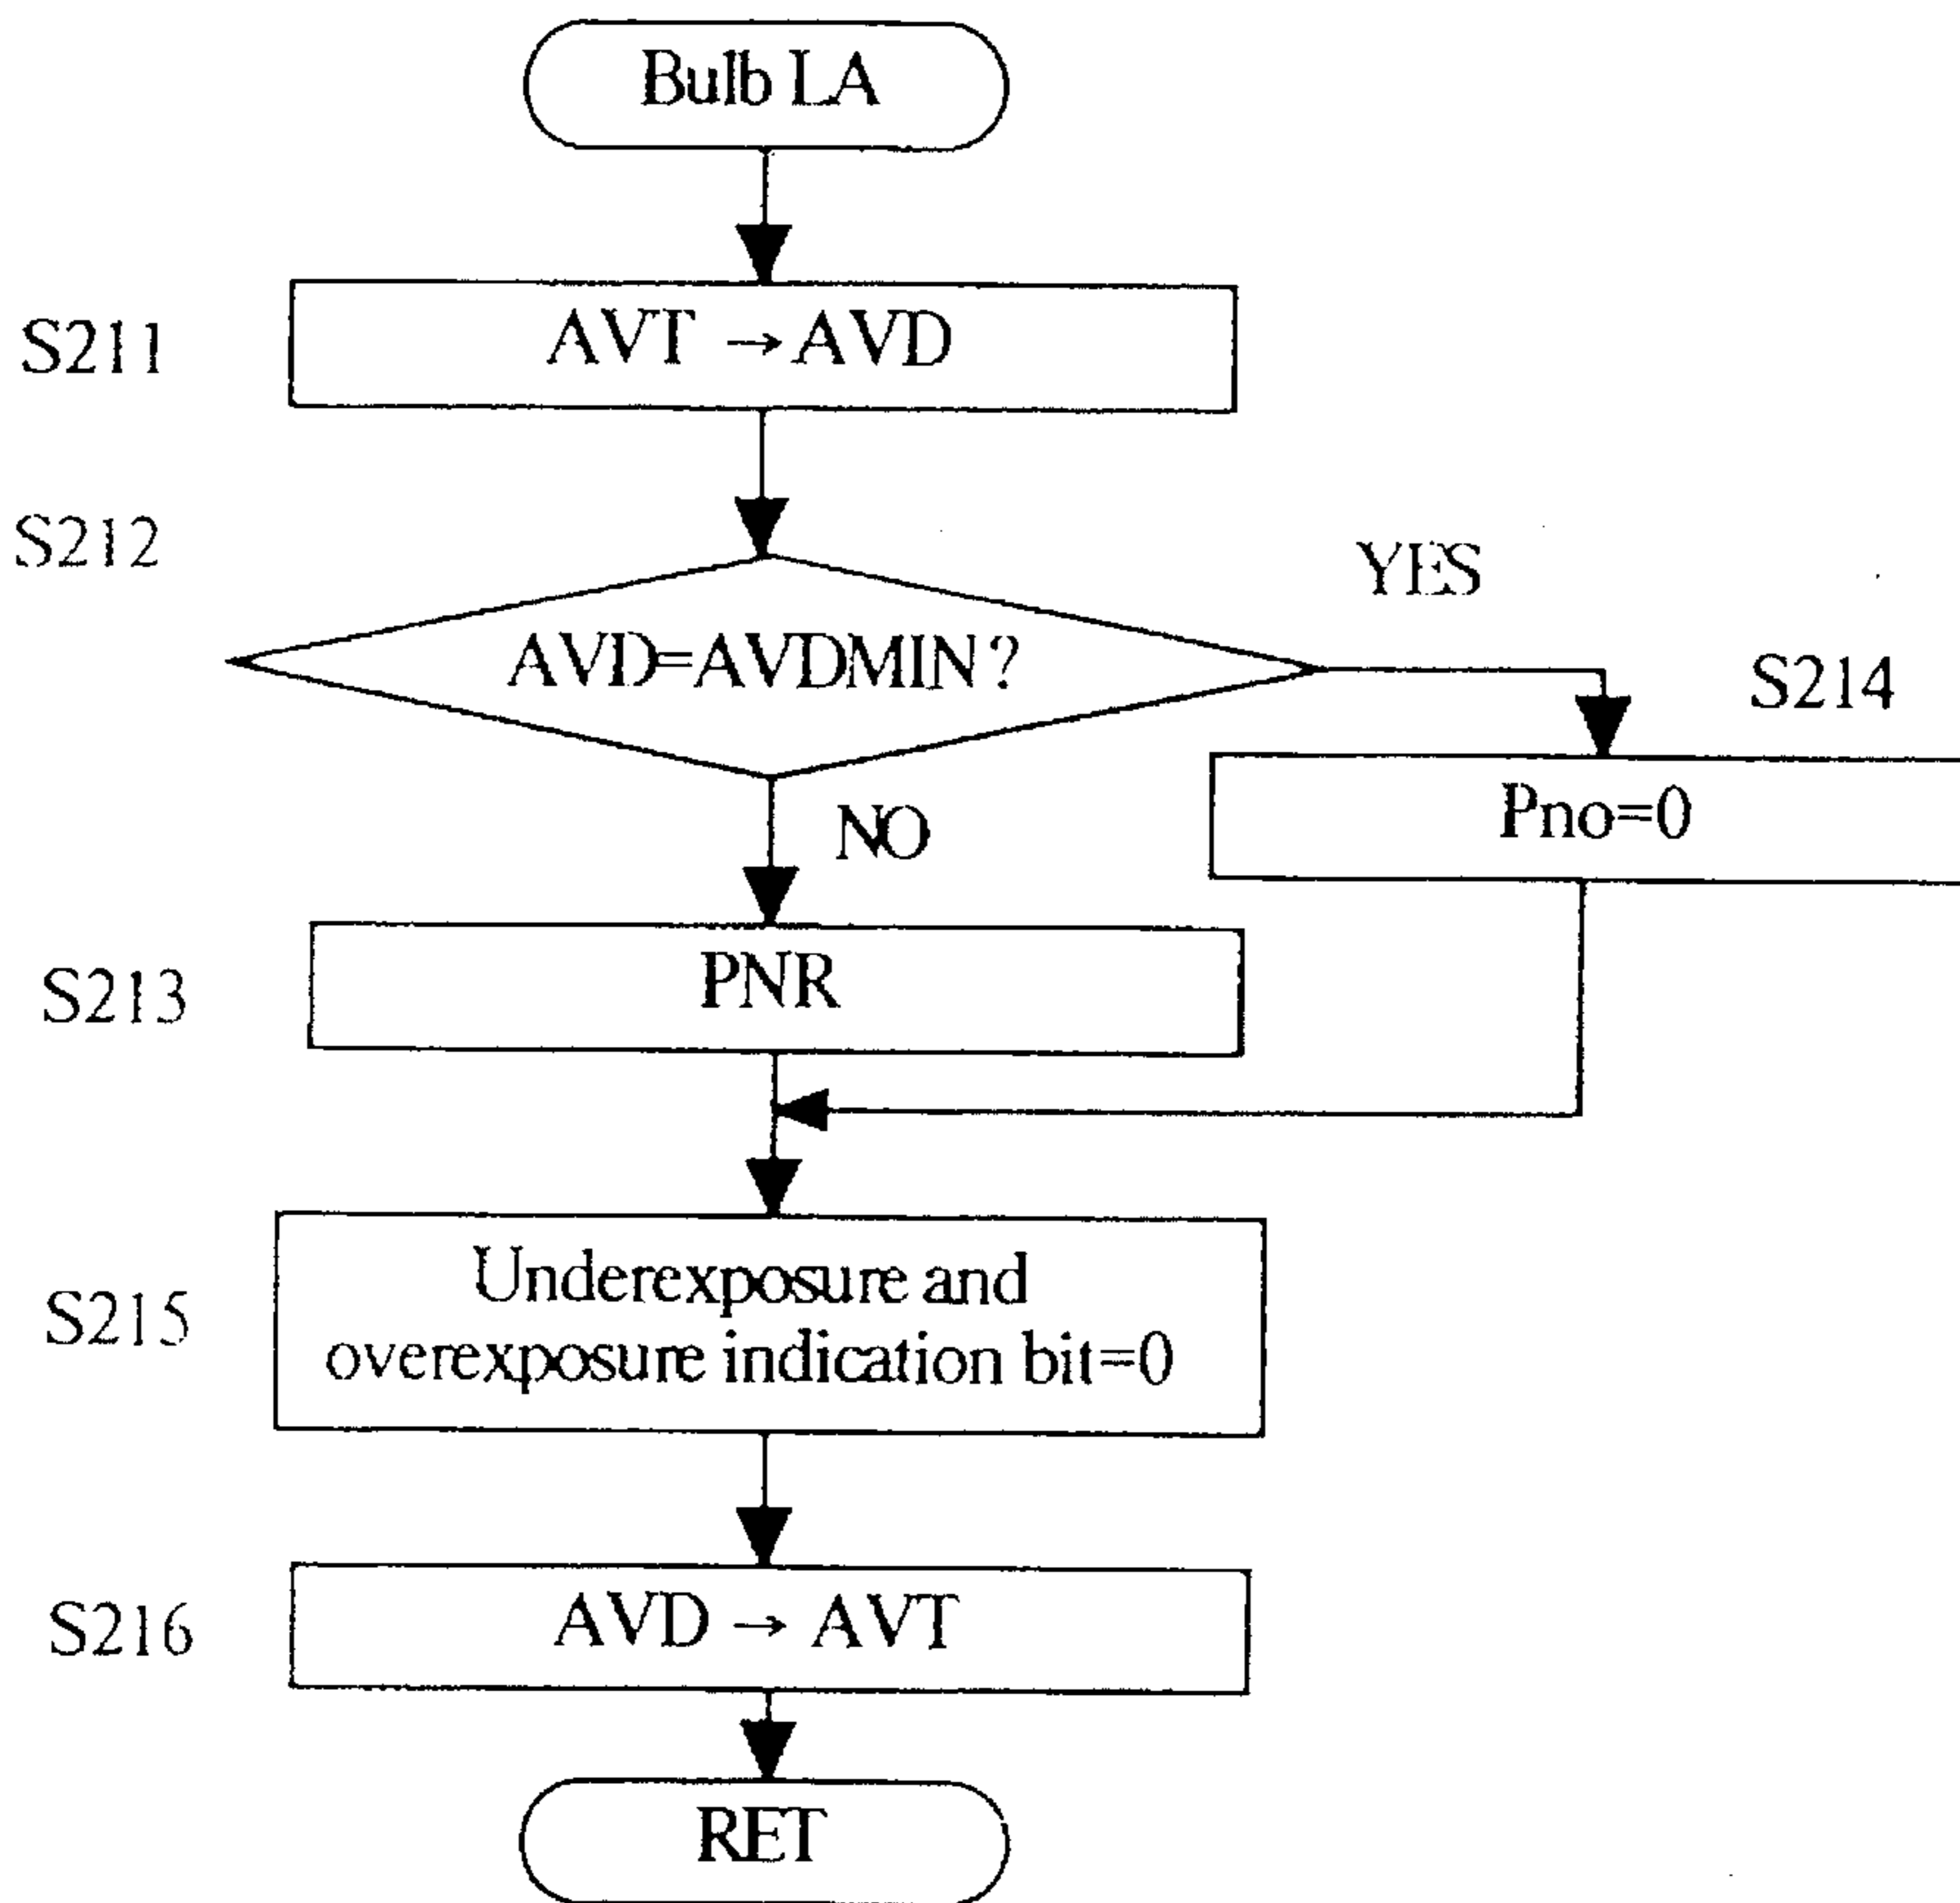 Bulb LA
S211
AVT → AVD
S212
YES
AVD=AVDMIN?
S214
Pno=0
NO
S213
PNR
S215
Underexposure and
overexposure indication bit=0
S216
AVD → AVT
RET